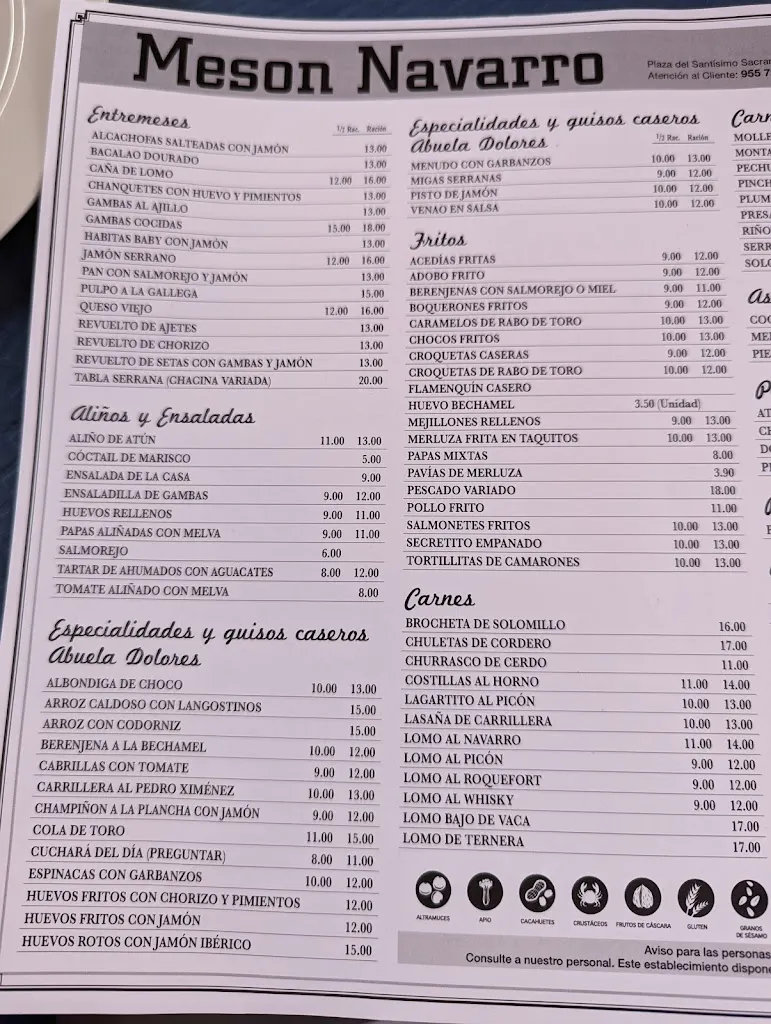 Meson Navarro
Plaza del Santísimo
Atención al Cliente: 955 7
Entremeses
1/2 Rac. Ración
ALCACHOFAS SALTEADAS CON JAMÓN 13.00
BACALAO DOURADO 13.00
CAÑA DE LOMO 12.00 16.00
CHANQUETES CON HUEVO Y PIMIENTOS 13.00
GAMBAS AL AJILLO 13.00
GAMBAS COCIDAS 15.00 18.00
HABITAS BABY CON JAMÓN 13.00
JAMÓN SERRANO 12.00 16.00
PAN CON SALMOREJO Y JAMÓN 13.00
PULPO A LA GALLEGA 15.00
QUESO VIEJO 12.00 16.00
REVUELTO DE AJETES 13.00
REVUELTO DE CHORIZO 13.00
REVUELTO DE SETAS CON GAMBAS Y JAMÓN 13.00
TABLA SERRANA (CHACINA VARIADA) 20.00
Aliños y Ensaladas
ALIÑO DE ATÚN 11.00 13.00
CÓCTAIL DE MARISCO 5.00
ENSALADA DE LA CASA 9.00
ENSALADILLA DE GAMBAS 9.00 12.00
HUEVOS RELLENOS 9.00 11.00
PAPAS ALIÑADAS CON MELVA 9.00 11.00
SALMOREJO 6.00
TARTAR DE AHUMADOS CON AGUACATES 8.00 12.00
TOMATE ALIÑADO CON MELVA 8.00
Especialidades y guisos caseros
Abuela Dolores
ALBONDIGA DE CHOCO 10.00 13.00
ARROZ CALDOSO CON LANGOSTINOS 15.00
ARROZ CON CODORNIZ 15.00
BERENJENA A LA BECHAMEL 10.00 12.00
CABRILLAS CON TOMATE 9.00 12.00
CARRILLERA AL PEDRO XIMÉNEZ 10.00 13.00
CHAMPIÑON A LA PLANCHA CON JAMÓN 9.00 12.00
COLA DE TORO 11.00 15.00
CUCHARÁ DEL DÍA (PREGUNTAR) 8.00 11.00
ESPINACAS CON GARBANZOS 10.00 12.00
HUEVOS FRITOS CON CHORIZO Y PIMIENTOS 12.00
HUEVOS FRITOS CON JAMÓN 12.00
HUEVOS ROTOS CON JAMÓN IBÉRICO 15.00
Especialidades y guisos caseros
Abuela Dolores
1/2 Rac. Ración
MENUDO CON GARBANZOS 10.00 13.00
MIGAS SERRANAS 9.00 12.00
PISTO DE JAMÓN 10.00 12.00
VENAO EN SALSA 10.00 12.00
Fritos
ACEDÍAS FRITAS 9.00 12.00
ADOBO FRITO 9.00 12.00
BERENJENAS CON SALMOREJO O MIEL 9.00 11.00
BOQUERONES FRITOS 9.00 12.00
CARAMELOS DE RABO DE TORO 10.00 13.00
CHOCOS FRITOS 10.00 13.00
CROQUETAS CASERAS 9.00 12.00
CROQUETAS DE RABO DE TORO 10.00 12.00
FLAMENQUÍN CASERO
HUEVO BECHAMEL 3.50 (Unidad)
MEJILLONES RELLENOS 9.00 13.00
MERLUZA FRITA EN TAQUITOS 10.00 13.00
PAPAS MIXTAS 8.00
PAVÍAS DE MERLUZA 3.90
PESCADO VARIADO 18.00
POLLO FRITO 11.00
SALMONETES FRITOS 10.00 13.00
SECRETITO EMPANADO 10.00 13.00
TORTILLITAS DE CAMARONES 10.00 13.00
Carnes
BROCHETA DE SOLOMILLO 16.00
CHULETAS DE CORDERO 17.00
CHURRASCO DE CERDO 11.00
COSTILLAS AL HORNO 11.00 14.00
LAGARTITO AL PICÓN 10.00 13.00
LASAÑA DE CARRILLERA 10.00 13.00
LOMO AL NAVARRO 11.00 14.00
LOMO AL PICÓN 9.00 12.00
LOMO AL ROQUEFORT 9.00 12.00
LOMO AL WHISKY 9.00 12.00
LOMO BAJO DE VACA 17.00
LOMO DE TERNERA 17.00
ALTRAMUCES
APIO
CACAHUETES
CRUSTÁCEOS
FRUTOS DE CÁSCARA
GLUTEN
GRANOS
DE SÉSAMO
Aviso para las personas
Consulte a nuestro personal. Este establecimiento dispone